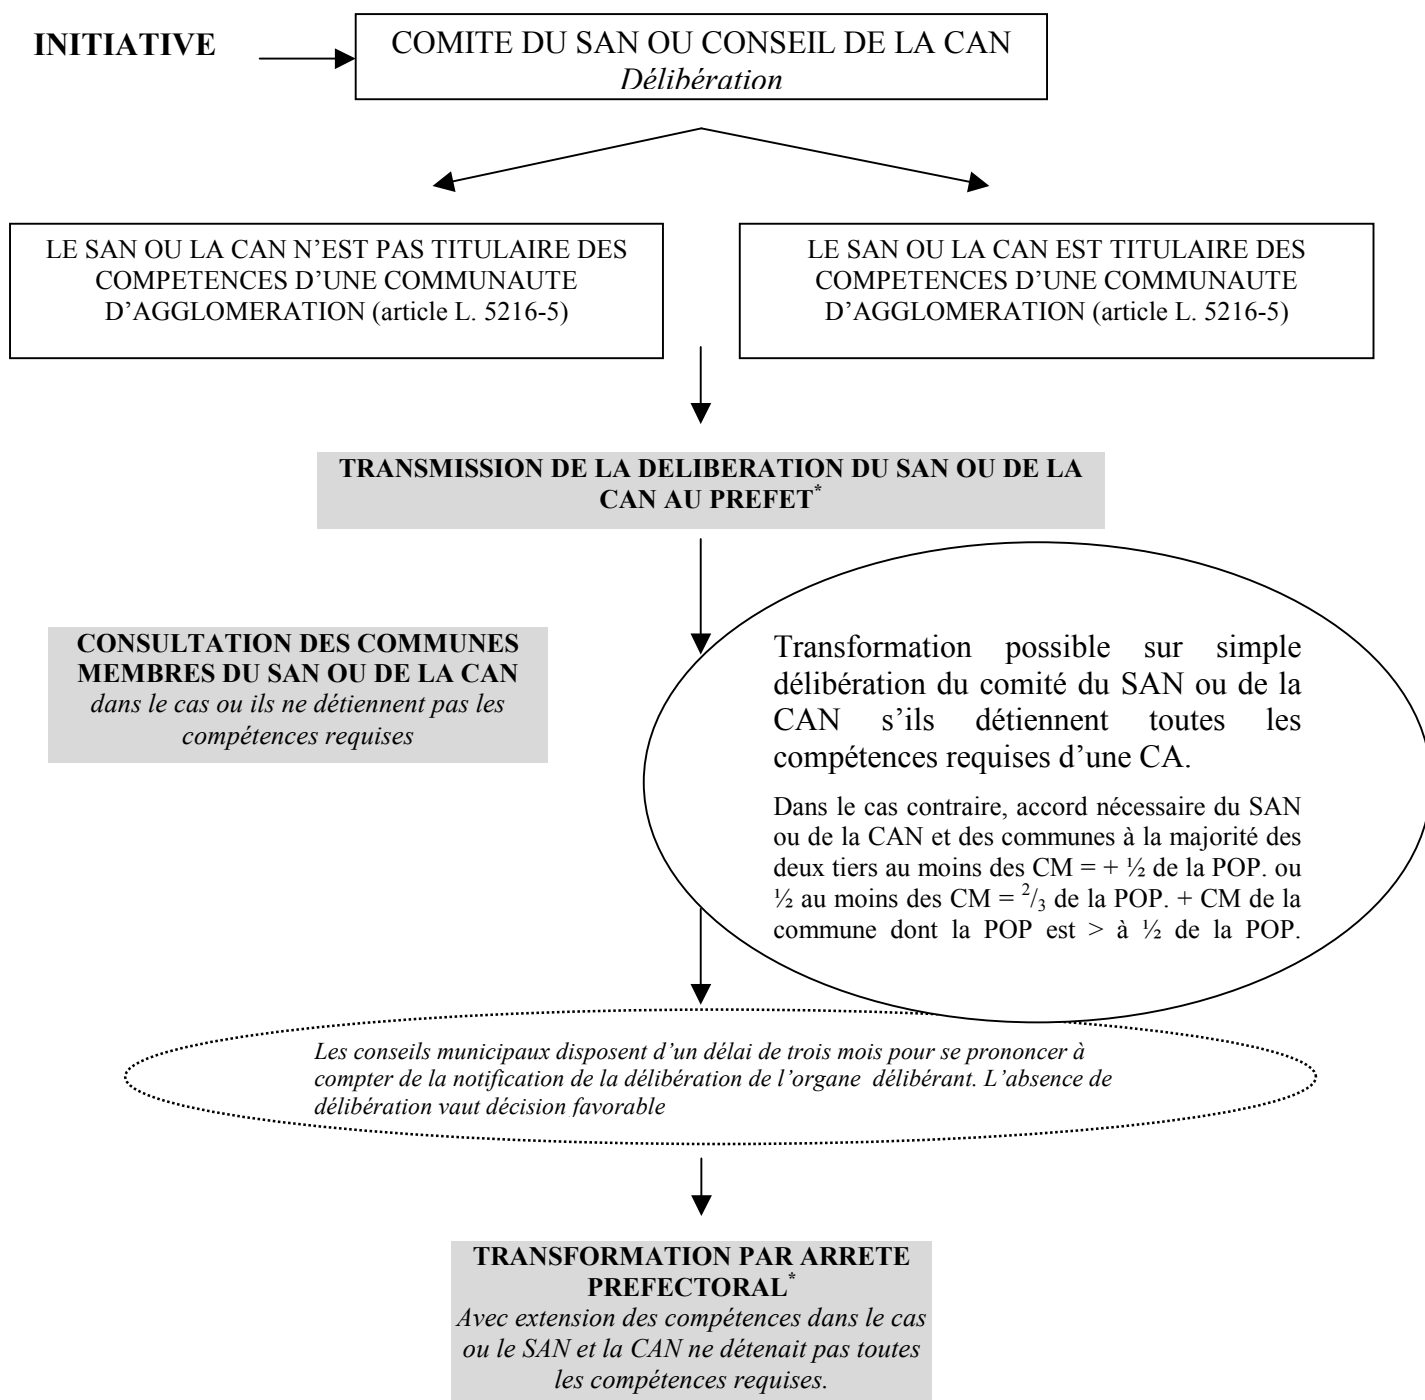 INITIATIVE
COMITE DU SAN OU CONSEIL DE LA CAN
Délibération
LE SAN OU LA CAN N’EST PAS TITULAIRE DES
COMPETENCES D’UNE COMMUNAUTE
D’AGGLOMERATION (article L. 5216-5)
LE SAN OU LA CAN EST TITULAIRE DES
COMPETENCES D’UNE COMMUNAUTE
D’AGGLOMERATION (article L. 5216-5)
TRANSMISSION DE LA DELIBERATION DU SAN OU DE LA
CAN AU PREFET*
CONSULTATION DES COMMUNES
MEMBRES DU SAN OU DE LA CAN
dans le cas ou ils ne détiennent pas les
compétences requises
Transformation possible sur simple
délibération du comité du SAN ou de la
CAN s’ils détiennent toutes les
compétences requises d’une CA.
Dans le cas contraire, accord nécessaire du SAN
ou de la CAN et des communes à la majorité des
deux tiers au moins des CM = + ½ de la POP. ou
½ au moins des CM = 2/3 de la POP. + CM de la
commune dont la POP est > à ½ de la POP.
Les conseils municipaux disposent d’un délai de trois mois pour se prononcer à
compter de la notification de la délibération de l’organe délibérant. L’absence de
délibération vaut décision favorable
TRANSFORMATION PAR ARRETE
PREFECTORAL*
Avec extension des compétences dans le cas
ou le SAN et la CAN ne détenait pas toutes
les compétences requises.